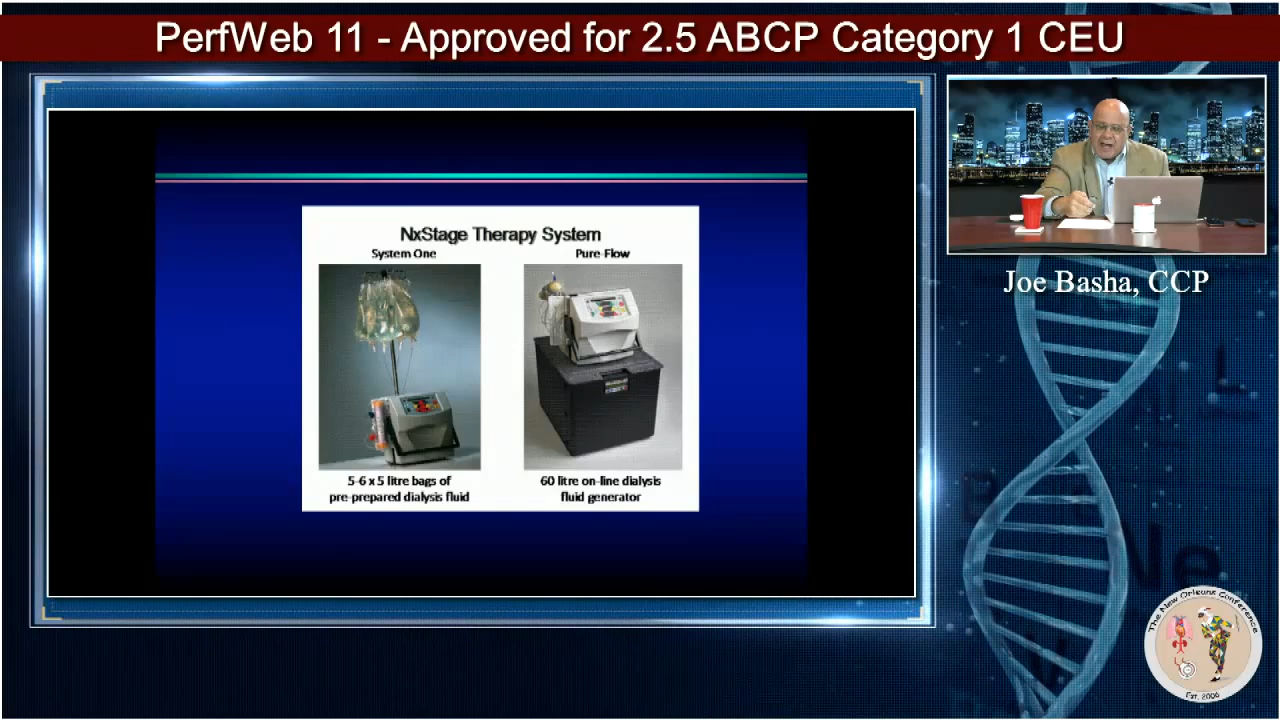 PerfWeb 11 - Approved for 2.5 ABCP Category 1 CEU
NxStage Therapy System
System One
Pure-Flow
5-6 x 5 litre bags of
pre-prepared dialysis fluid
60 litre on-line dialysis
fluid generator
Joe Basha, CCP
The New Orleans Conference
Est. 2006